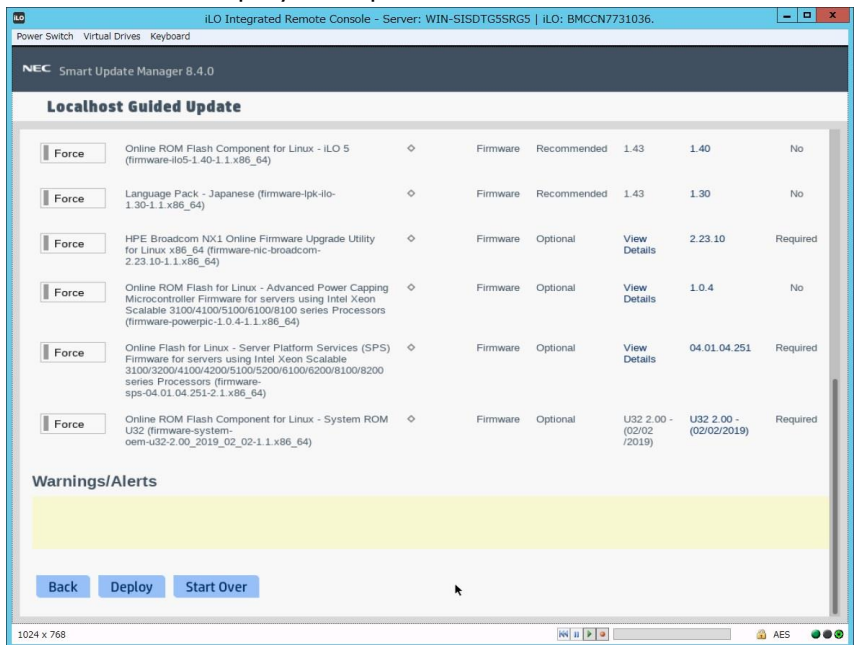 iLO Integrated Remote Console - Server: WIN-SISDTG5SRG5 | iLO: BMCCN7731036.
Power Switch Virtual Drives Keyboard
NEC Smart Update Manager 8.4.0
Localhost Guided Update
Force Online ROM Flash Component for Linux - iLO 5 Firmware Recommended 1.43 1.40 No
(firmware-ilo5-1.40-1.1.x86_64)
Force Language Pack - Japanese (firmware-lpk-ilo- Firmware Recommended 1.43 1.30 No
1.30-1.1.x86_64)
Force HPE Broadcom NX1 Online Firmware Upgrade Utility Firmware Optional View 2.23.10 Required
for Linux x86_64 (firmware-nic-broadcom- Details
2.23.10-1.1.x86_64)
Force Online ROM Flash for Linux - Advanced Power Capping Firmware Optional View 1.0.4 No
Microcontroller Firmware for servers using Intel Xeon Details
Scalable 3100/4100/5100/6100/8100 series Processors
(firmware-powerpic-1.0.4-1.1.x86_64)
Force Online Flash for Linux - Server Platform Services (SPS) Firmware Optional View 04.01.04.251 Required
Firmware for servers using Intel Xeon Scalable Details
3100/3200/4100/4200/5100/5200/6100/6200/8100/8200
series Processors (firmware-
sps-04.01.04.251-2.1.x86_64)
Force Online ROM Flash Component for Linux - System ROM Firmware Optional U32 2.00 - U32 2.00 - Required
U32 (firmware-system- (02/02 (02/02/2019)
oem-u32-2.00_2019_02_02-1.1.x86_64) /2019)
Warnings/Alerts
Back Deploy Start Over
1024 x 768 AES